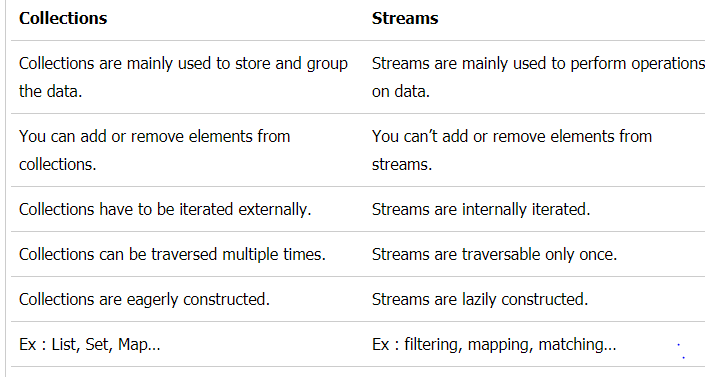 Collections Streams
Collections are mainly used to store and group Streams are mainly used to perform operations
the data. on data.
You can add or remove elements from You can’t add or remove elements from
collections. streams.
Collections have to be iterated externally. Streams are internally iterated.
Collections can be traversed multiple times. Streams are traversable only once.
Collections are eagerly constructed. Streams are lazily constructed.
Ex : List, Set, Map… Ex : filtering, mapping, matching…